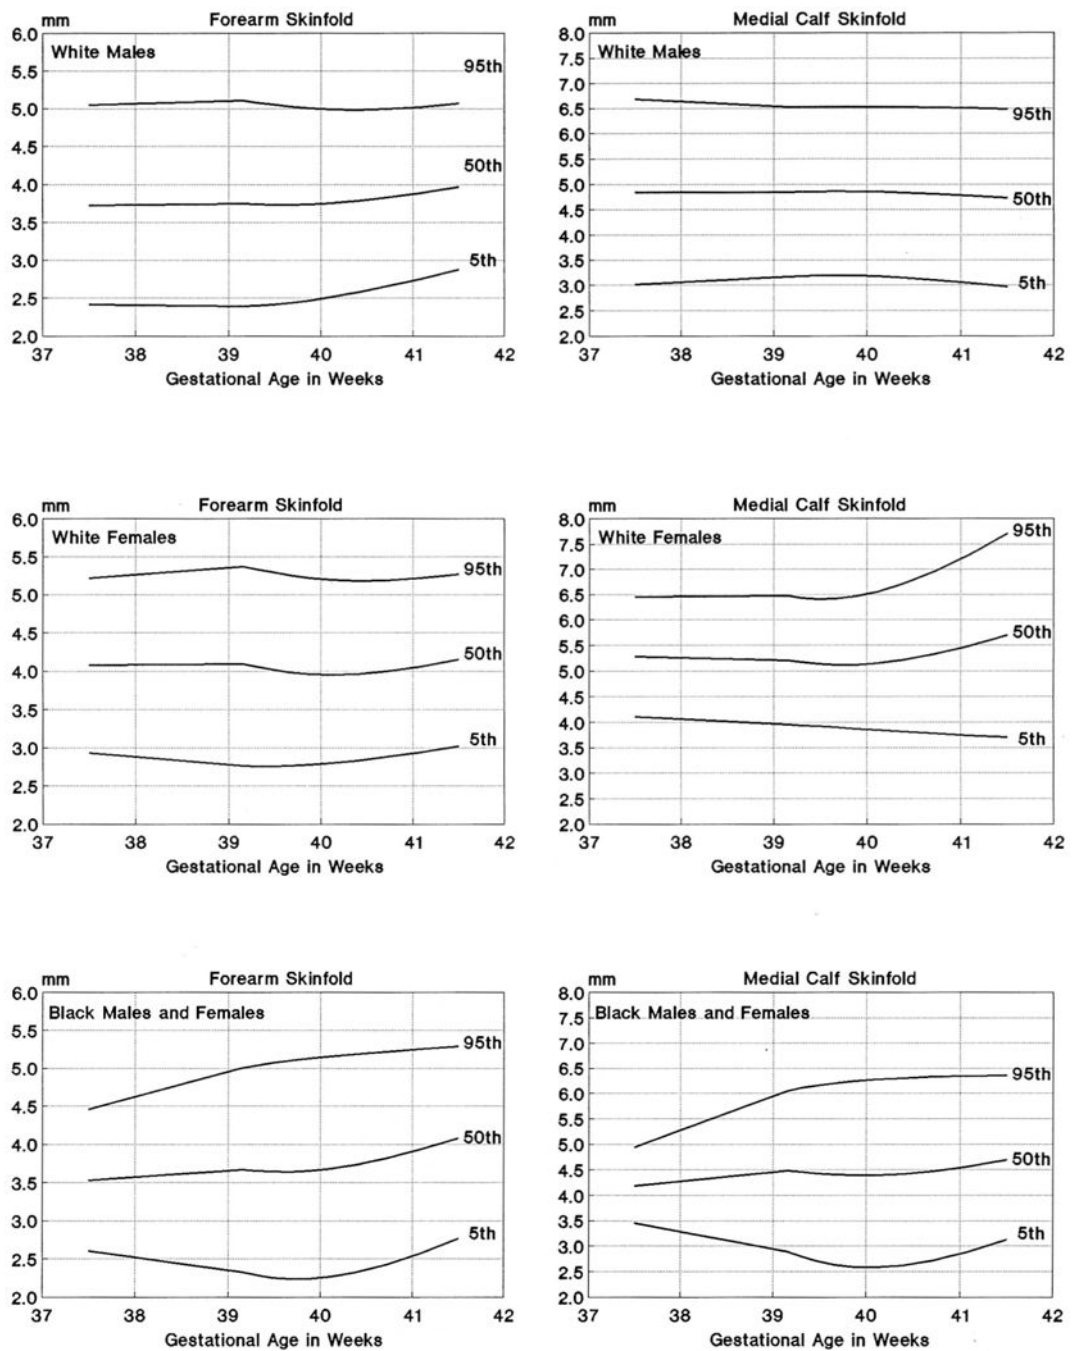 mm Forearm Skinfold
6.0
White Males
5.5
95th
5.0
4.5
50th
4.0
3.5
5th
3.0
2.5
2.0
37 38 39 40 41 42
Gestational Age in Weeks
mm Medial Calf Skinfold
8.0
White Males
7.5
7.0
6.5
95th
6.0
5.5
5.0
50th
4.5
4.0
3.5
5th
3.0
2.5
2.0
37 38 39 40 41 42
Gestational Age in Weeks
mm Forearm Skinfold
6.0
White Females
5.5
95th
5.0
4.5
50th
4.0
3.5
5th
3.0
2.5
2.0
37 38 39 40 41 42
Gestational Age in Weeks
mm Medial Calf Skinfold
8.0
95th
White Females
7.5
7.0
6.5
50th
6.0
5.5
5.0
4.5
4.0
5th
3.5
3.0
2.5
2.0
37 38 39 40 41 42
Gestational Age in Weeks
mm Forearm Skinfold
6.0
Black Males and Females
5.5
95th
5.0
4.5
50th
4.0
3.5
3.0
5th
2.5
2.0
37 38 39 40 41 42
Gestational Age in Weeks
mm Medial Calf Skinfold
8.0
Black Males and Females
7.5
7.0
6.5
95th
6.0
5.5
5.0
50th
4.5
4.0
3.5
5th
3.0
2.5
2.0
37 38 39 40 41 42
Gestational Age in Weeks